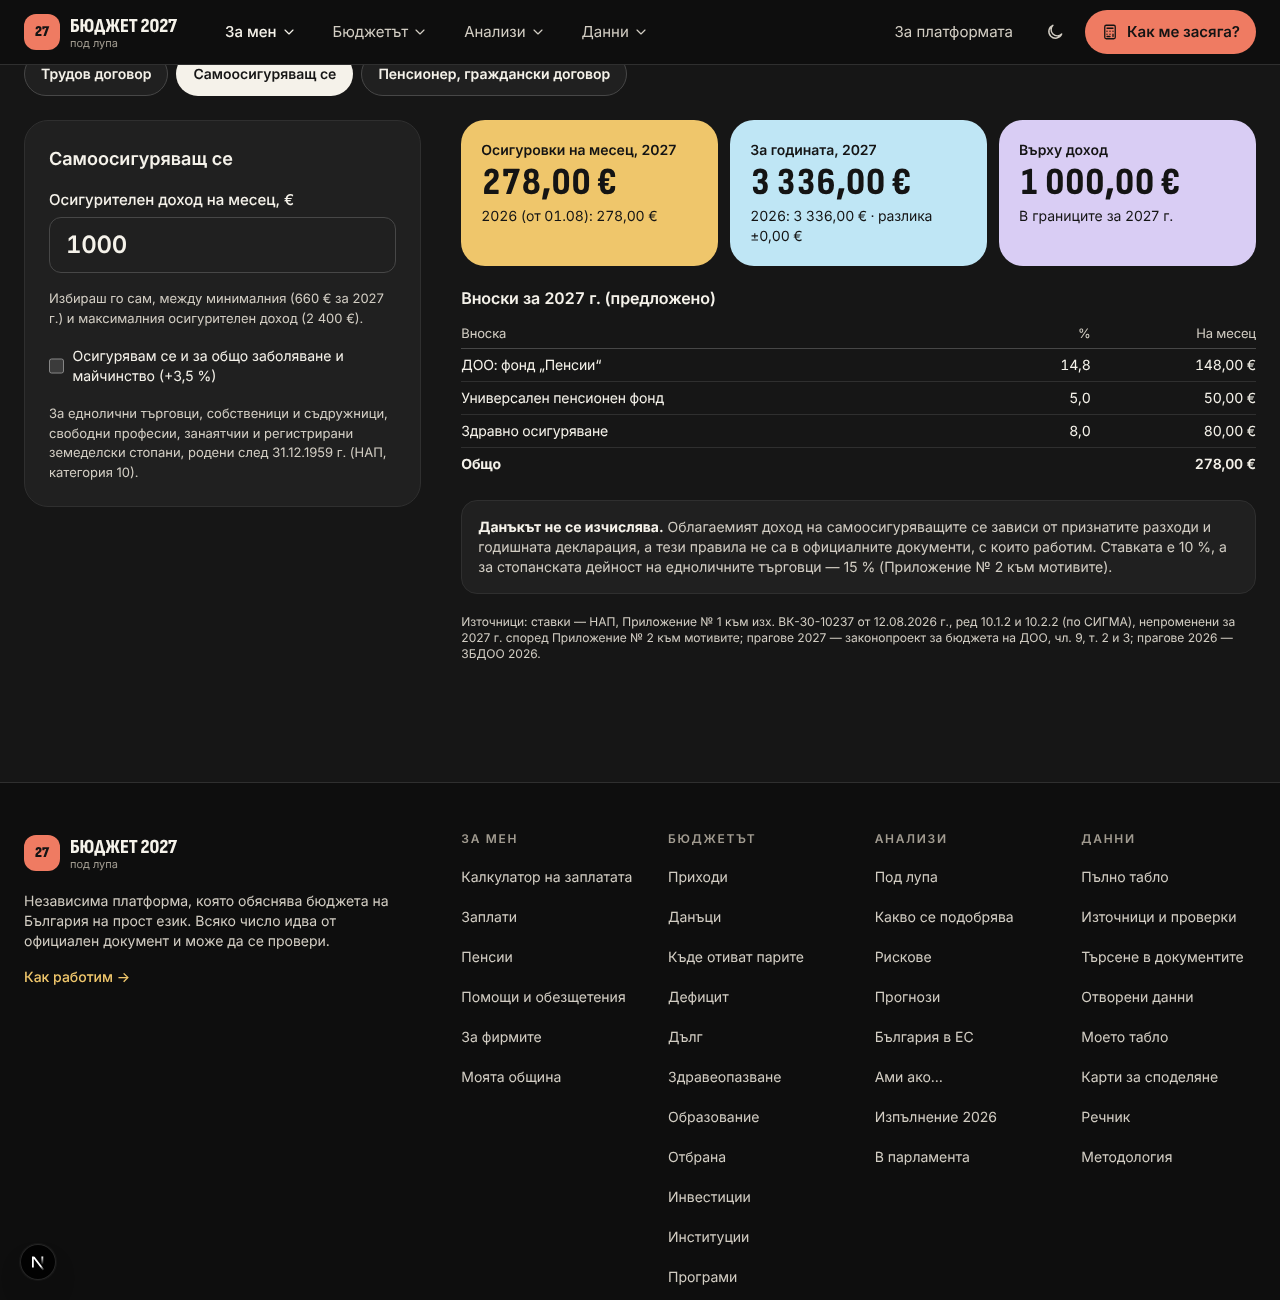 27
БЮДЖЕТ 2027
под лупа
За мен
Бюджетът
Анализи
Данни
За платформата
Как ме засяга?
Трудов договор
Самоосигуряващ се
Пенсионер, граждански договор
Самоосигуряващ се
Осигурителен доход на месец, €
1000
Избираш го сам, между минималния (660 € за 2027
г.) и максималния осигурителен доход (2 400 €).
Осигурявам се и за общо заболяване и
майчинство (+3,5 %)
За еднолични търговци, собственици и съдружници,
свободни професии, занаятчии и регистрирани
земеделски стопани, родени след 31.12.1959 г. (НАП,
категория 10).
Осигуровки на месец, 2027
278,00 €
2026 (от 01.08): 278,00 €
За годината, 2027
3 336,00 €
2026: 3 336,00 € · разлика
±0,00 €
Върху доход
1 000,00 €
В границите за 2027 г.
Вноски за 2027 г. (предложено)
Вноска % На месец
ДОО: фонд „Пенсии“ 14,8 148,00 €
Универсален пенсионен фонд 5,0 50,00 €
Здравно осигуряване 8,0 80,00 €
Общо 278,00 €
Данъкът не се изчислява. Облагаемият доход на самоосигуряващите се зависи от признатите разходи и
годишната декларация, а тези правила не са в официалните документи, с които работим. Ставката е 10 %, а
за стопанската дейност на едноличните търговци — 15 % (Приложение № 2 към мотивите).
Източници: ставки — НАП, Приложение № 1 към изх. ВК-30-10237 от 12.08.2026 г., ред 10.1.2 и 10.2.2 (по СИГМА), непроменени за
2027 г. според Приложение № 2 към мотивите; прагове 2027 — законопроект за бюджета на ДОО, чл. 9, т. 2 и 3; прагове 2026 —
ЗБДОО 2026.
27
БЮДЖЕТ 2027
под лупа
Независима платформа, която обяснява бюджета на
България на прост език. Всяко число идва от
официален документ и може да се провери.
Как работим →
ЗА МЕН
Калкулатор на заплатата
Заплати
Пенсии
Помощи и обезщетения
За фирмите
Моята община
БЮДЖЕТЪТ
Приходи
Данъци
Къде отиват парите
Дефицит
Дълг
Здравеопазване
Образование
Отбрана
Инвестиции
Институции
Програми
АНАЛИЗИ
Под лупа
Какво се подобрява
Рискове
Прогнози
България в ЕС
Ами ако...
Изпълнение 2026
В парламента
ДАННИ
Пълно табло
Източници и проверки
Търсене в документите
Отворени данни
Моето табло
Карти за споделяне
Речник
Методология
N